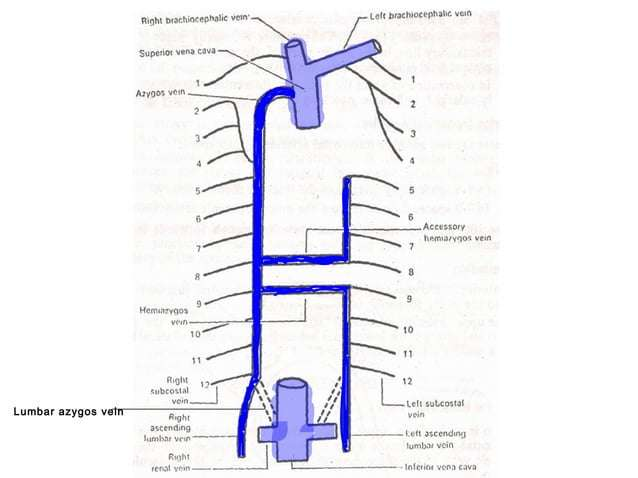 Right brachiocephalic vein
Left brachiocephalic vein
Superior vena cava
1
1
Azygos vein
2
2
3
3
4
4
5
5
6
6
Accessory
hemiazygos vein
7
7
8
8
9
9
Hemiazygos
vein
10
10
11
11
12
12
Right
subcostal
vein
Left subcostal
vein
Lumbar azygos vein
Right
ascending
lumbar vein
Left ascending
lumbar vein
Right
renal vein
Inferior vena cava